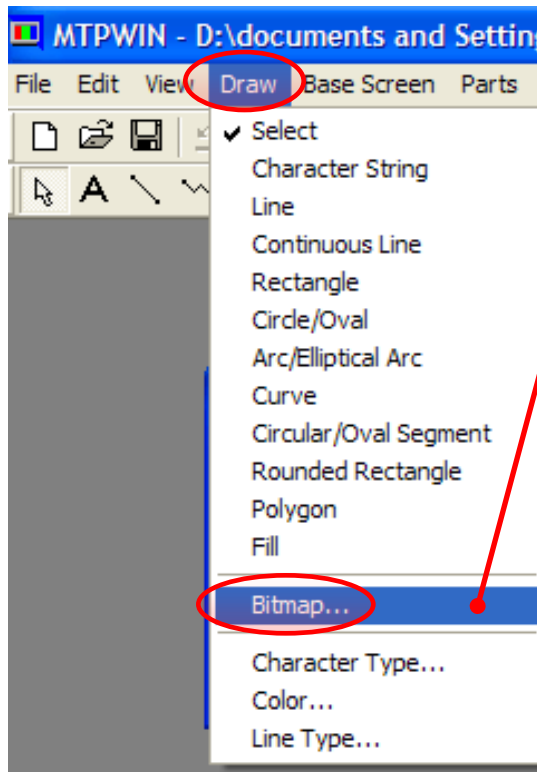 MTPWIN - D:\documents and Settin
File Edit View Draw Base Screen Parts
A
Select
Character String
Line
Continuous Line
Rectangle
Circle/Oval
Arc/Elliptical Arc
Curve
Circular/Oval Segment
Rounded Rectangle
Polygon
Fill
Bitmap...
Character Type...
Color...
Line Type...